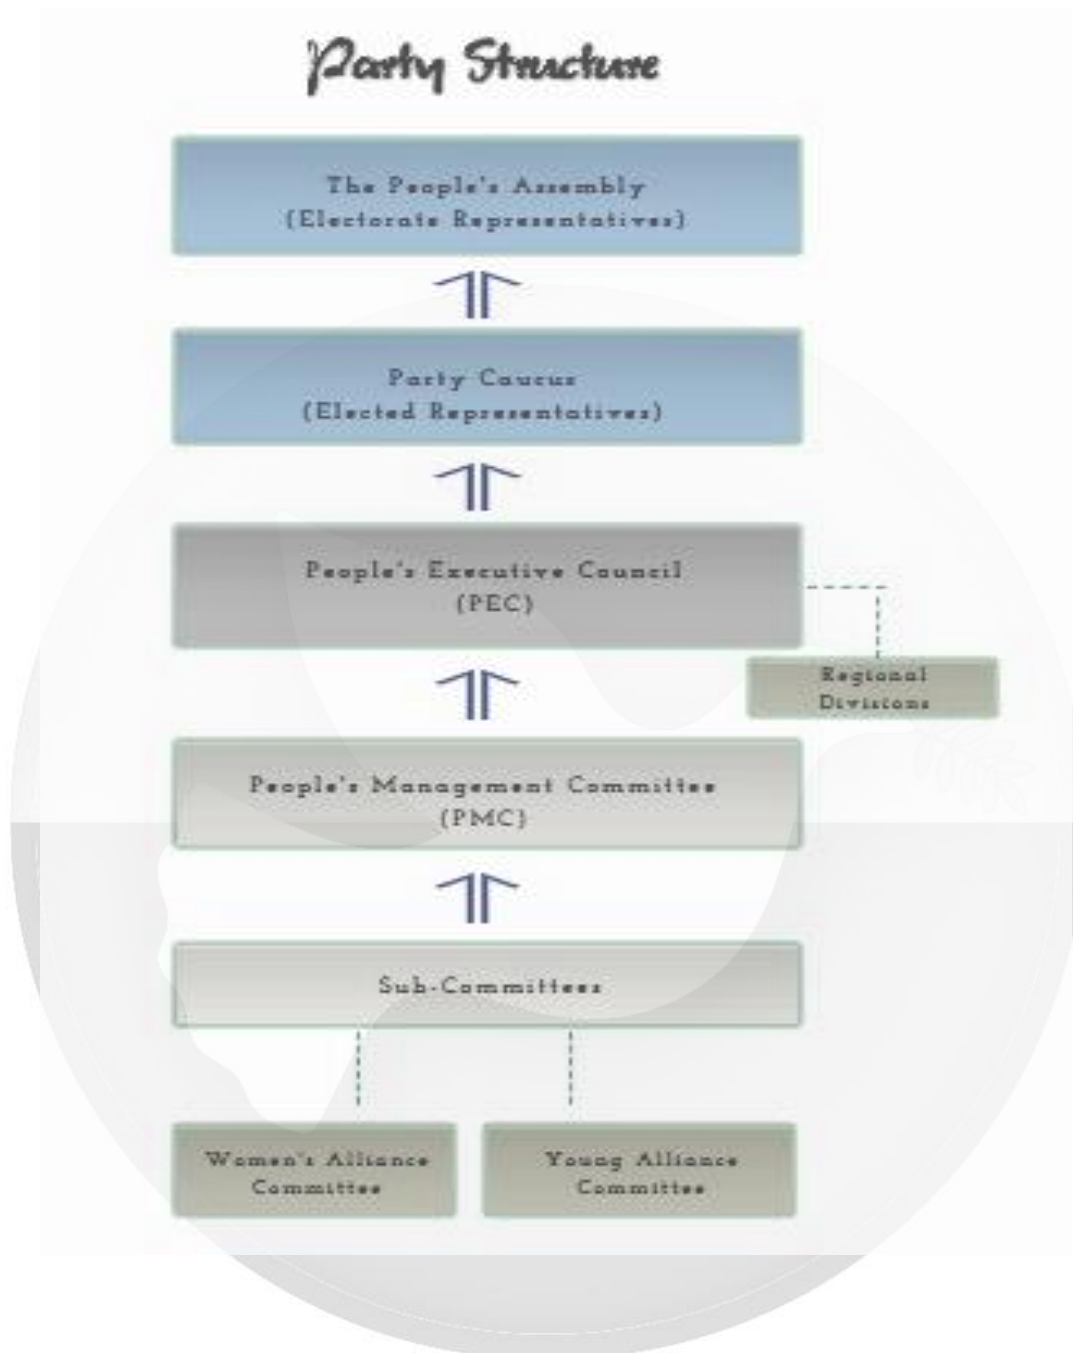 Party Structure
The People's Assembly
(Electorate Representatives)
Party Caucus
(Elected Representatives)
People's Executive Council
(PEC)
Regional
Divisions
People's Management Committee
(PMC)
Sub-Committees
Women's Alliance
Committee
Young Alliance
Committee